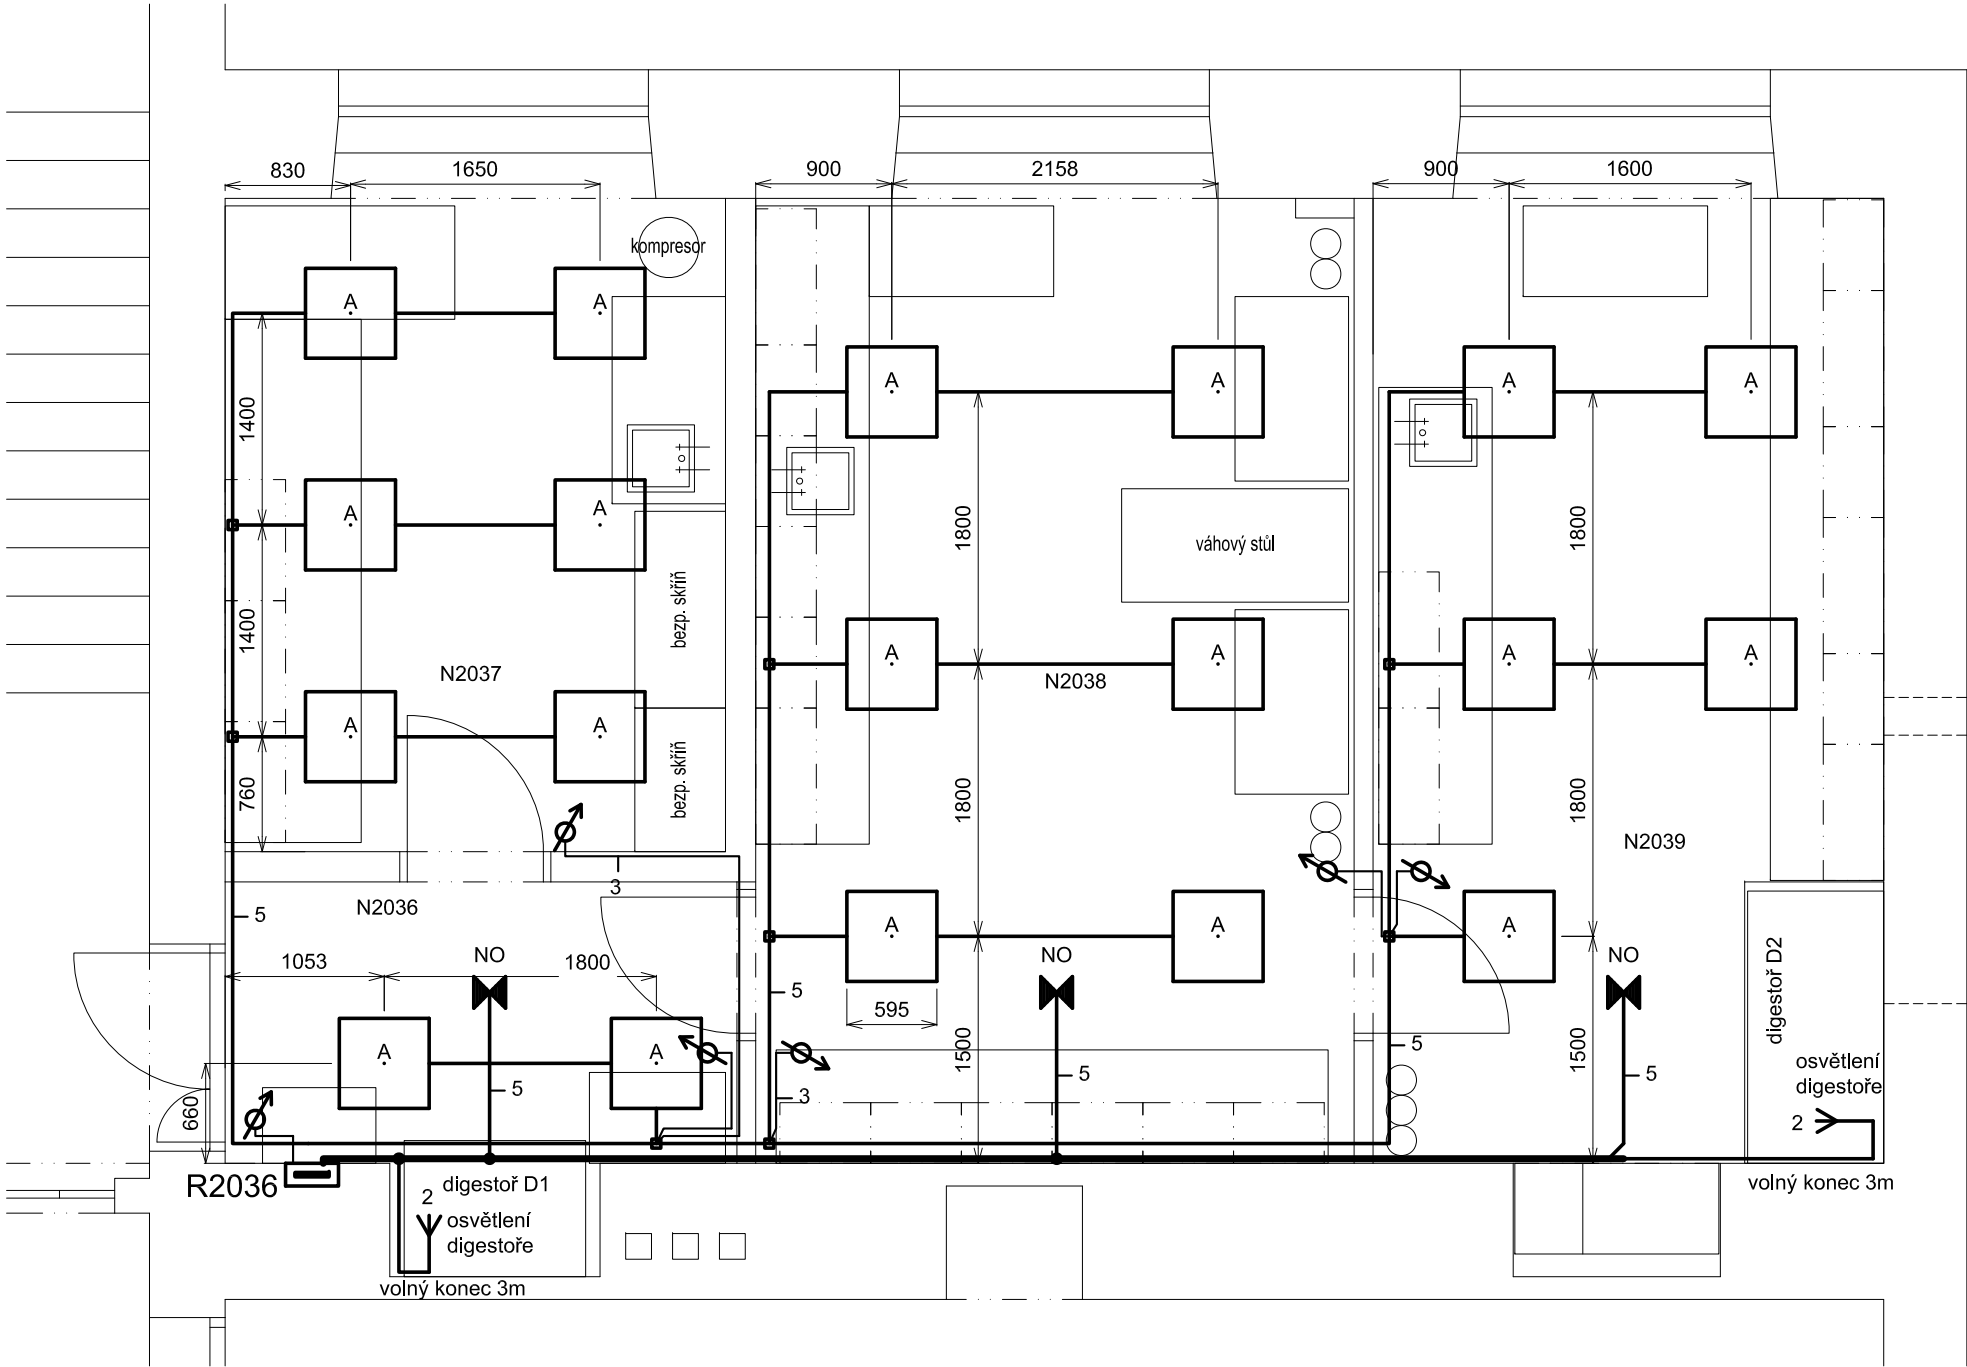 830
1650
900
2158
900
1600
kompresor
A
A
A
A
A
A
1400
1800
1800
A
A
váhový stůl
1400
bezp. skříň
A
A
A
A
N2037
N2038
A
A
760
bezp. skříň
1800
1800
N2039
3
N2036
5
A
A
A
1053
NO
1800
NO
NO
5
595
digestoř D2
660
A
A
1500
5
1500
5
5
5
3
osvětlení
digestoře
2
R2036
digestoř D1
2
osvětlení
digestoře
volný konec 3m
volný konec 3m